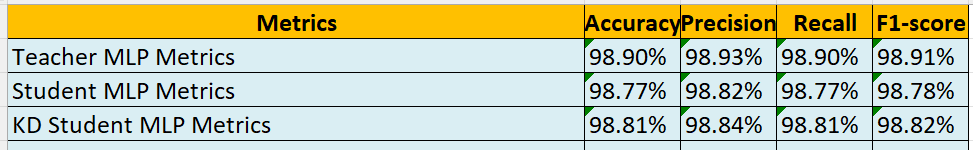 Metrics Accuracy Precision Recall F1-score
Teacher MLP Metrics 98.90% 98.93% 98.90% 98.91%
Student MLP Metrics 98.77% 98.82% 98.77% 98.78%
KD Student MLP Metrics 98.81% 98.84% 98.81% 98.82%